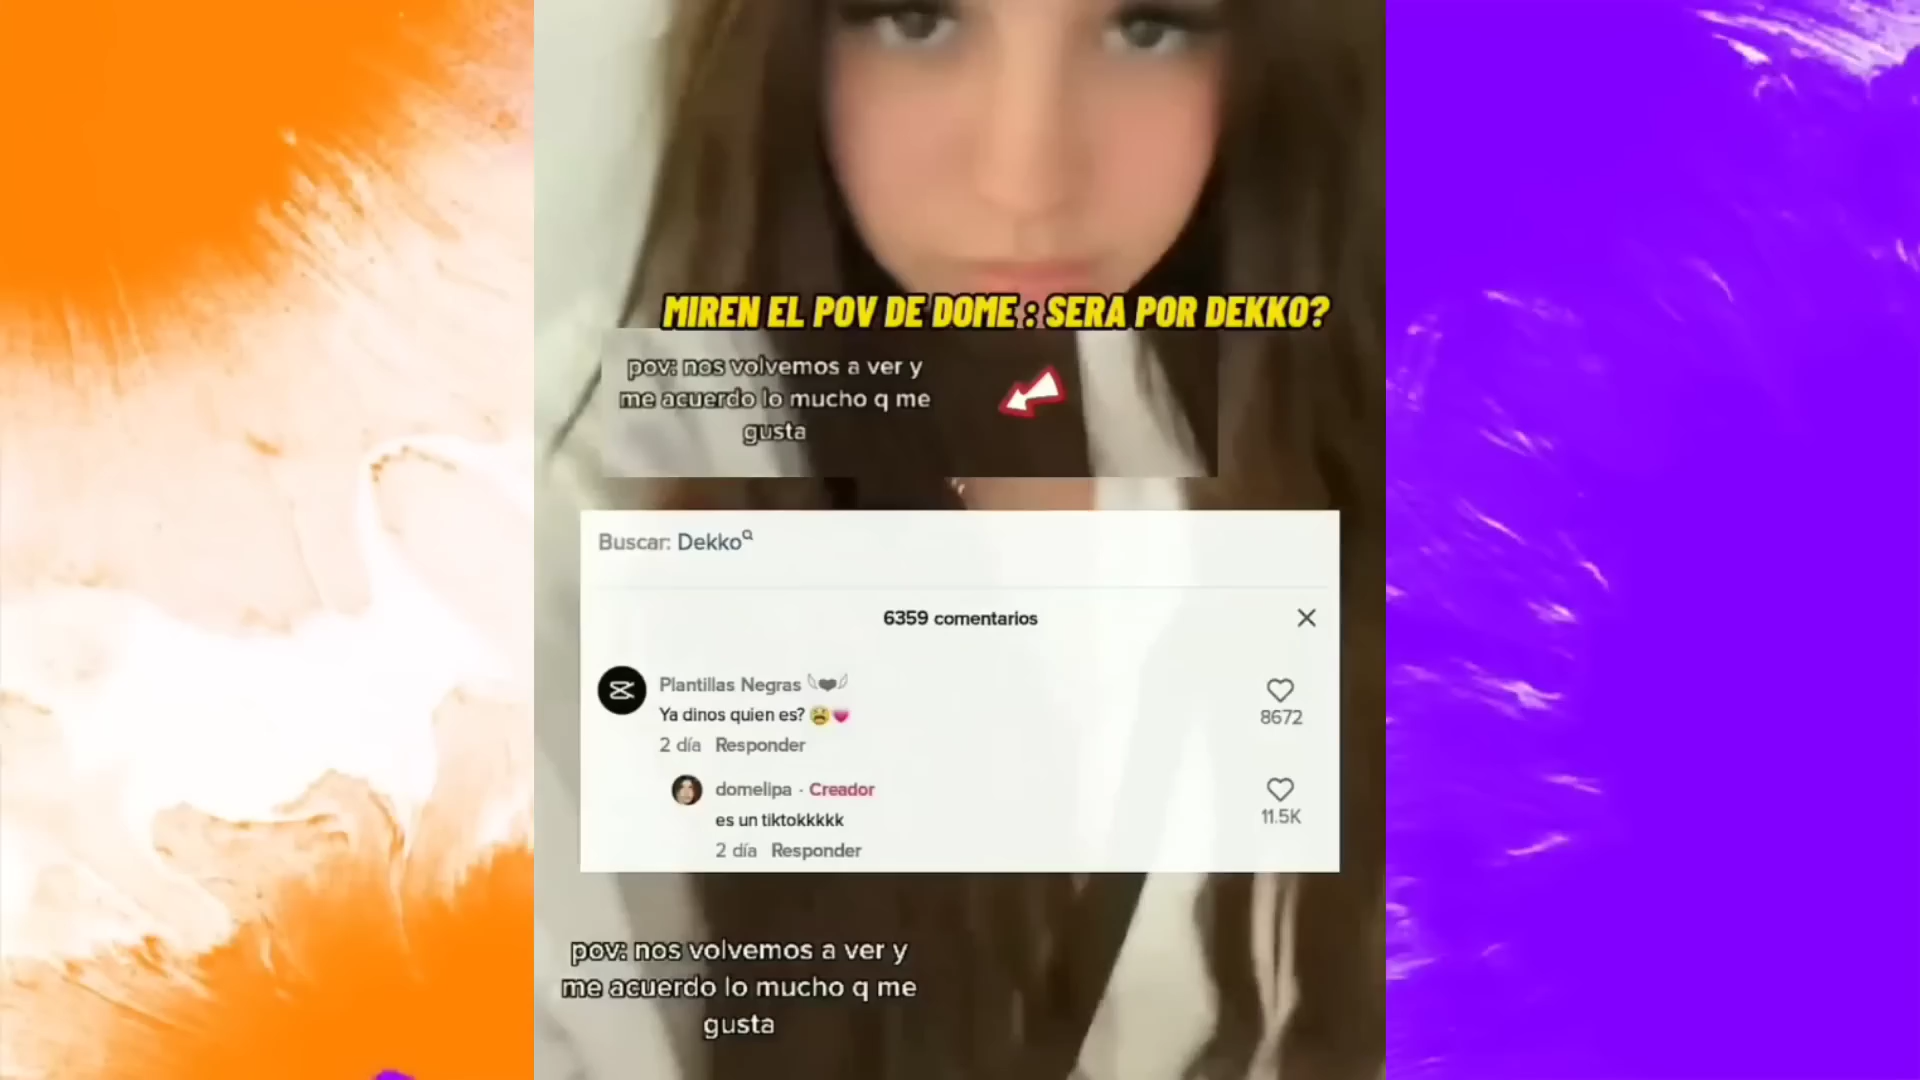 MIREN EL POV DE DOME : SERA POR DEKKO?
pov: nos volvemos a ver y
me acuerdo lo mucho q me
gusta
Buscar: Dekko
6359 comentarios
Plantillas Negras
Ya dinos quien es? 😫💗
8672
2 día Responder
domelipa · Creador
es un tiktokkkkk
11.5K
2 día Responder
pov: nos volvemos a ver y
me acuerdo lo mucho q me
gusta